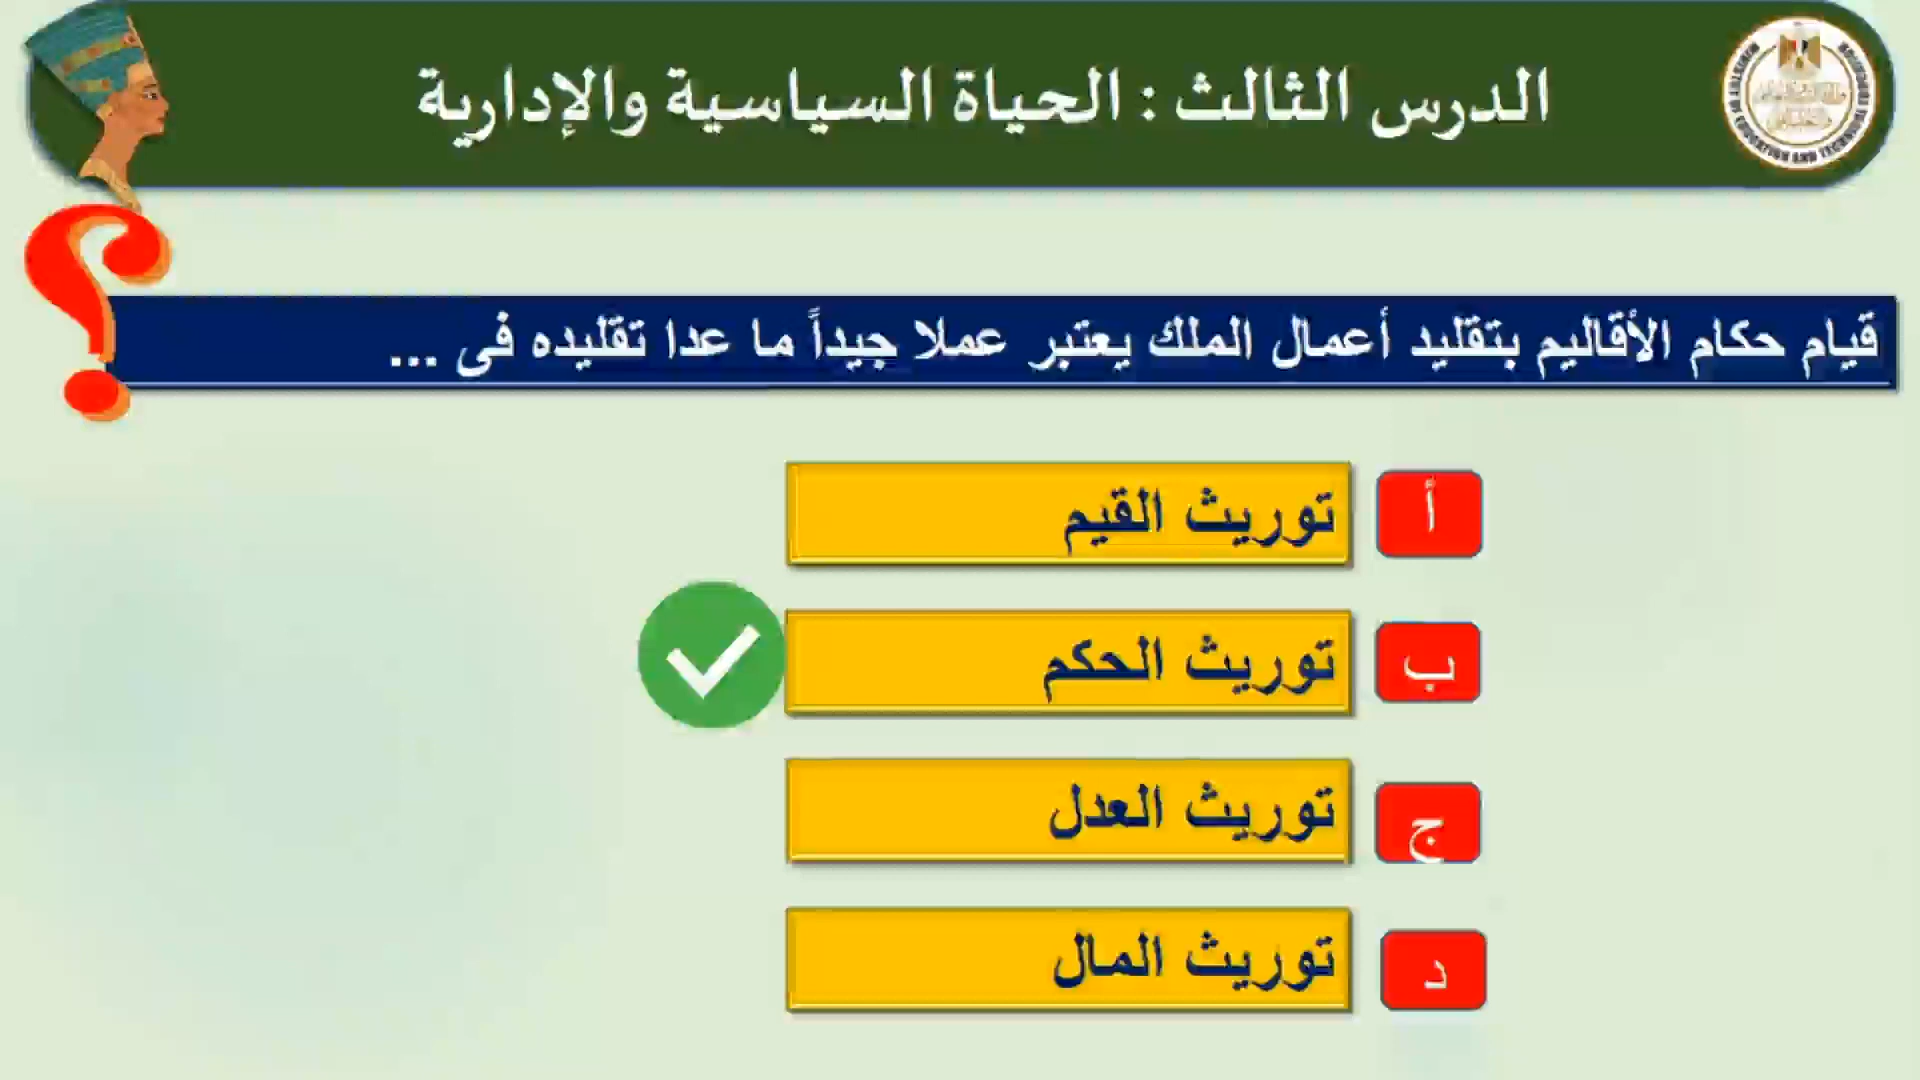 الدرس الثالث : الحياة السياسية والإدارية
قيام حكام الأقاليم بتقليد أعمال الملك يعتبر عملا جيداً ما عدا تقليده فى ...
أ
توريث القيم
ب
توريث الحكم
ج
توريث العدل
د
توريث المال